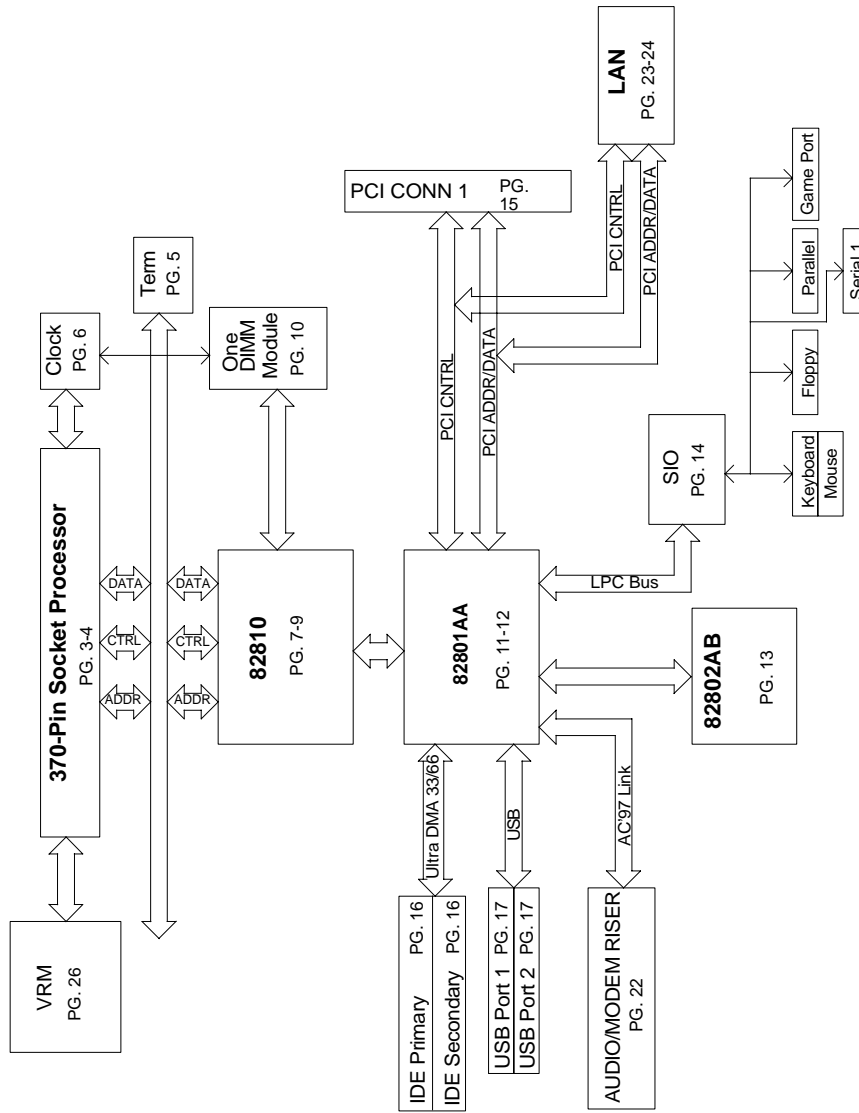 VRM
PG. 26
370-Pin Socket Processor
PG. 3-4
Clock
PG. 6
Term
PG. 5
ADDR
CTRL
DATA
ADDR
CTRL
DATA
82810
PG. 7-9
One
DIMM
Module
PG. 10
IDE Primary PG. 16
IDE Secondary PG. 16
Ultra DMA 33/66
USB Port 1 PG. 17
USB Port 2 PG. 17
USB
82801AA
PG. 11-12
PCI CNTRL
PCI ADDR/DATA
PCI CONN 1 PG.
15
PCI CNTRL
PCI ADDR/DATA
LAN
PG. 23-24
AUDIO/MODEM RISER
PG. 22
AC'97 Link
82802AB
PG. 13
LPC Bus
SIO
PG. 14
Keyboard
Mouse
Floppy
Parallel
Game Port
Serial 1